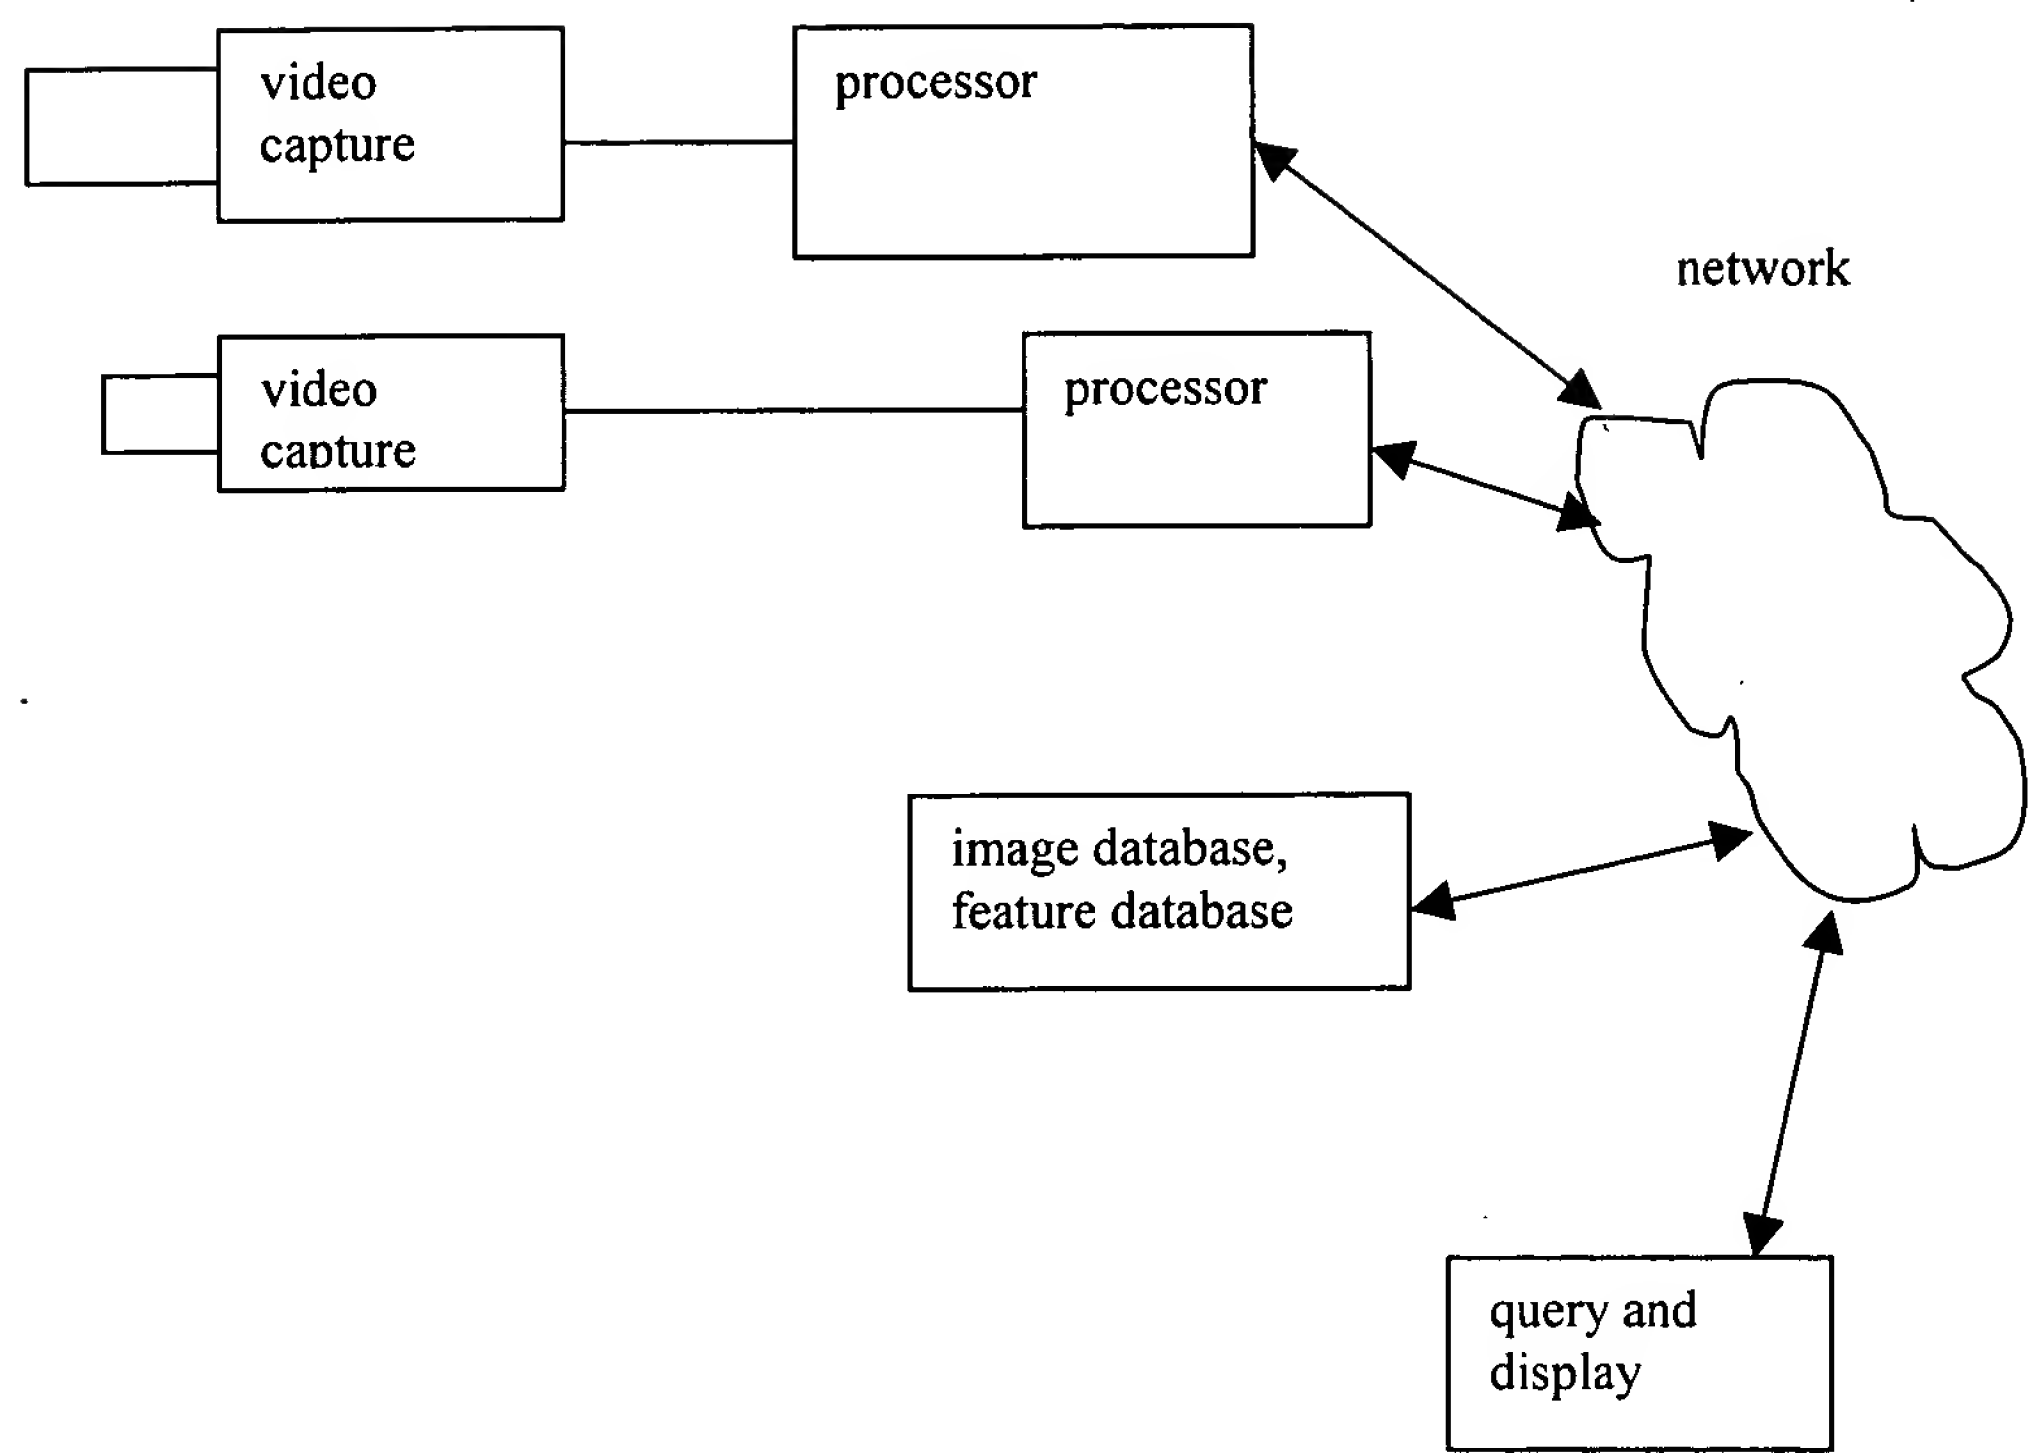 video
capture
processor
network
video
capture
processor
image database,
feature database
query and
display